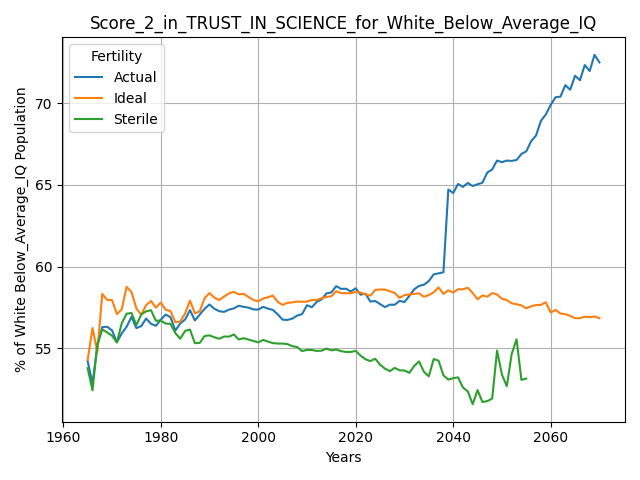 Score_2_in_TRUST_IN_SCIENCE_for_White_Below_Average_IQ
Fertility
Actual
Ideal
Sterile
% of White Below_Average_IQ Population
70
65
60
55
1960
1980
2000
2020
2040
2060
Years